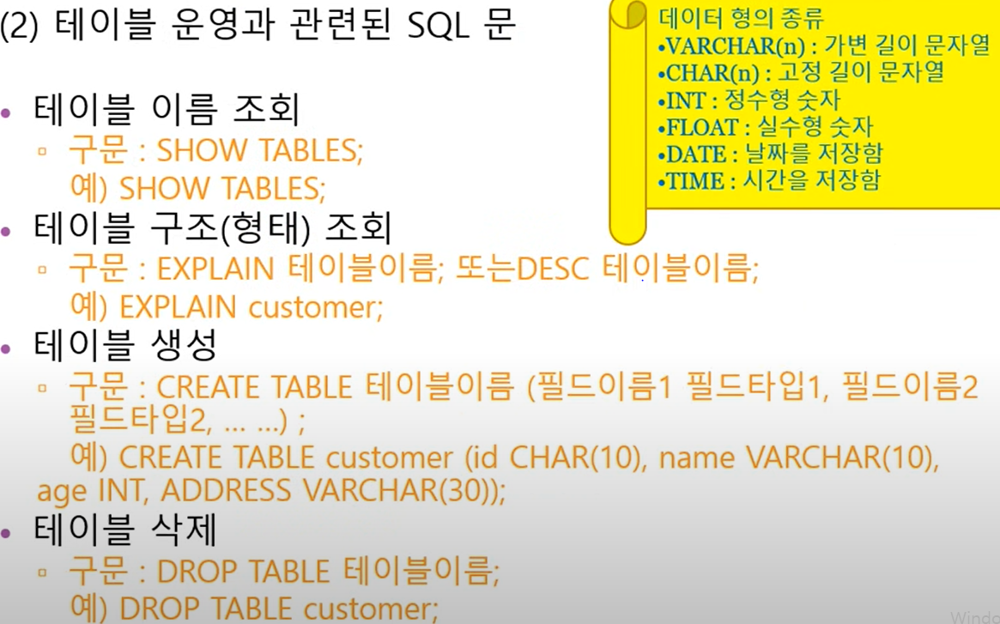 (2) 테이블 운영과 관련된 SQL 문
데이터 형의 종류
•VARCHAR(n) : 가변 길이 문자열
•CHAR(n) : 고정 길이 문자열
•INT : 정수형 숫자
•FLOAT : 실수형 숫자
•DATE : 날짜를 저장함
•TIME : 시간을 저장함
• 테이블 이름 조회
▫ 구문 : SHOW TABLES;
예) SHOW TABLES;
• 테이블 구조(형태) 조회
▫ 구문 : EXPLAIN 테이블이름; 또는DESC 테이블이름;
예) EXPLAIN customer;
• 테이블 생성
▫ 구문 : CREATE TABLE 테이블이름 (필드이름1 필드타입1, 필드이름2
필드타입2, ... ...) ;
예) CREATE TABLE customer (id CHAR(10), name VARCHAR(10),
age INT, ADDRESS VARCHAR(30));
• 테이블 삭제
▫ 구문 : DROP TABLE 테이블이름;
예) DROP TABLE customer;